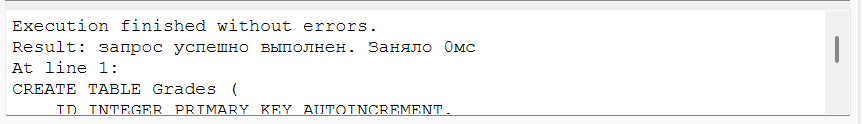 Execution finished without errors.
Result: запрос успешно выполнен. Заняло 0мс
At line 1:
CREATE TABLE Grades (
    ID INTEGER PRIMARY KEY AUTOINCREMENT,